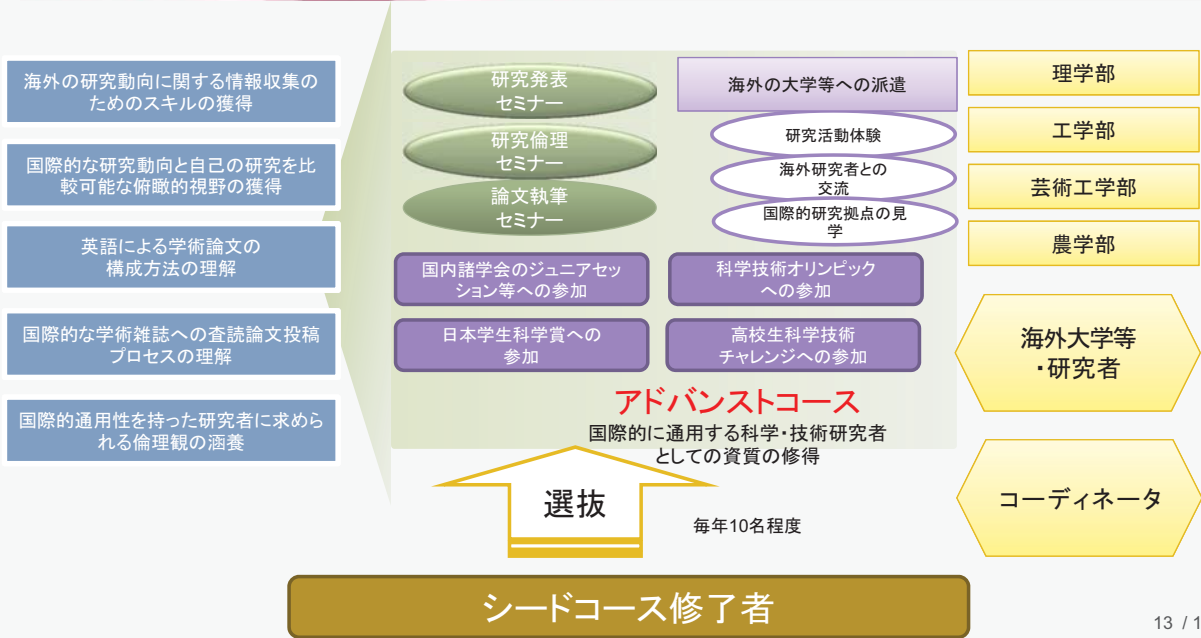 海外の研究動向に関する情報収集の
ためのスキルの獲得
国際的な研究動向と自己の研究を比
較可能な俯瞰的視野の獲得
英語による学術論文の
構成方法の理解
国際的な学術雑誌への査読論文投稿
プロセスの理解
国際的通用性を持った研究者に求めら
れる倫理観の涵養
研究発表
セミナー
研究倫理
セミナー
論文執筆
セミナー
海外の大学等への派遣
研究活動体験
海外研究者との
交流
国際的研究拠点の見
学
国内諸学会のジュニアセッ
ション等への参加
科学技術オリンピック
への参加
日本学生科学賞への
参加
高校生科学技術
チャレンジへの参加
アドバンストコース
国際的に通用する科学・技術研究者
としての資質の修得
選抜
毎年10名程度
シードコース修了者
理学部
工学部
芸術工学部
農学部
海外大学等
・研究者
コーディネータ
13 / 1